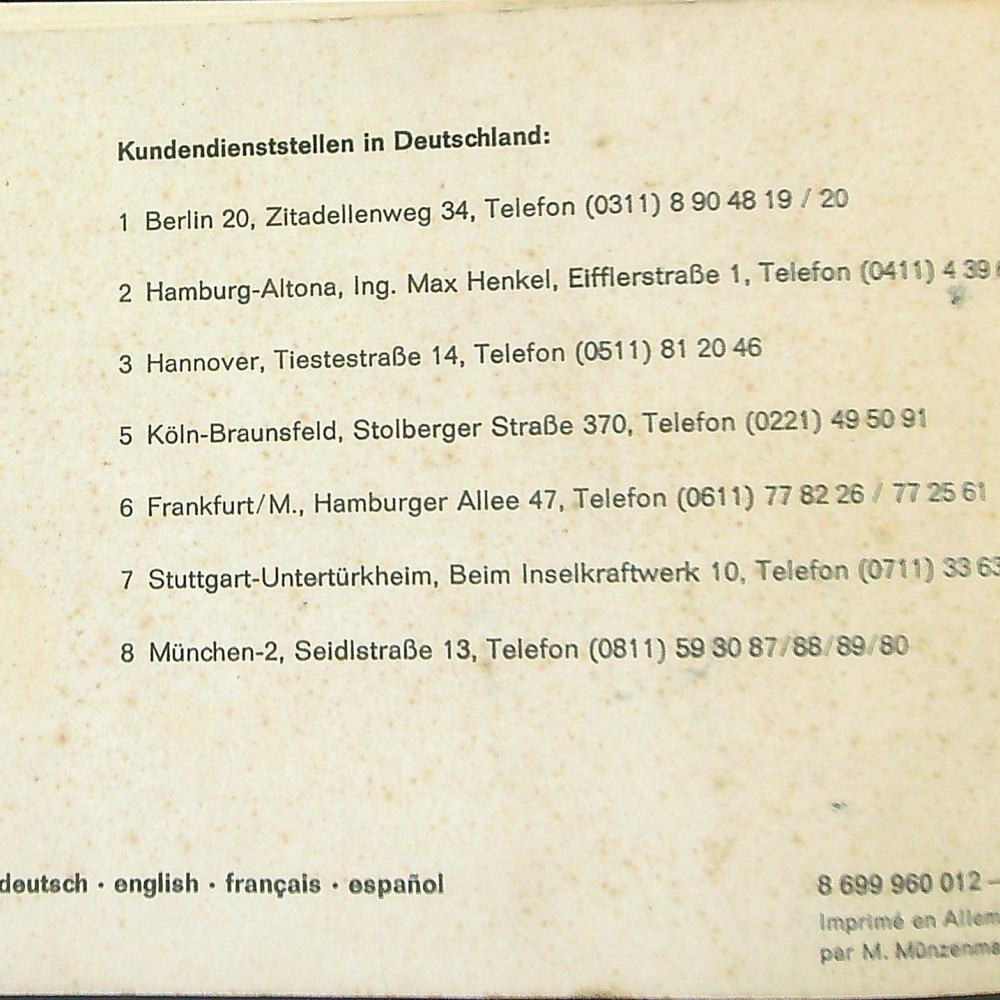 Kundendienststellen in Deutschland:
1 Berlin 20, Zitadellenweg 34, Telefon (0311) 8 90 48 19 / 20
2 Hamburg-Altona, Ing. Max Henkel, Eifflerstraße 1, Telefon (0411) 4 39
3 Hannover, Tiestestraße 14, Telefon (0511) 81 20 46
5 Köln-Braunsfeld, Stolberger Straße 370, Telefon (0221) 49 50 91
6 Frankfurt/M., Hamburger Allee 47, Telefon (0611) 77 82 26 / 77 25 61
7 Stuttgart-Untertürkheim, Beim Inselkraftwerk 10, Telefon (0711) 33 63
8 München-2, Seidlstraße 13, Telefon (0811) 59 30 87/88/89/80
deutsch · english · français · español
8 699 960 012 –
Imprimé en Allem
par M. Münzenma